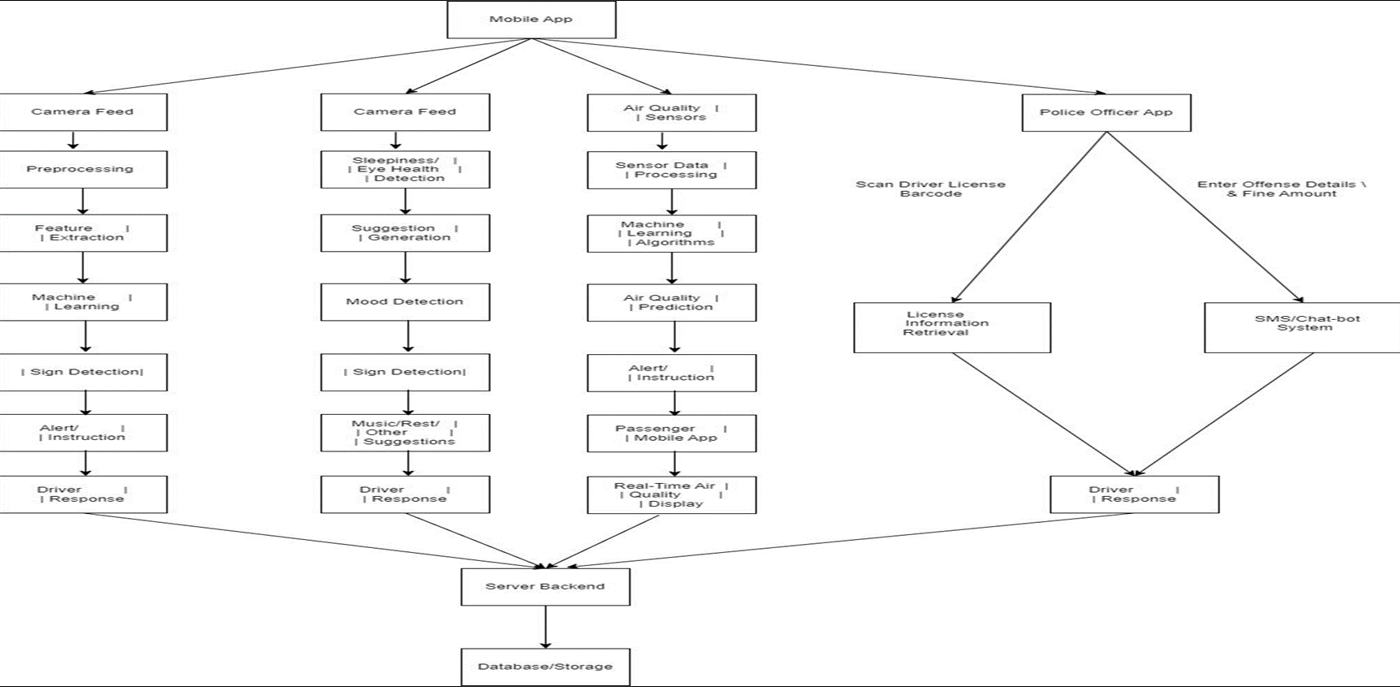 Mobile App
Camera Feed
Preprocessing
Feature |
| Extraction
Machine |
| Learning
| Sign Detection|
Alert/ |
| Instruction
Driver |
| Response
Camera Feed
Sleepiness/ |
| Eye Health |
| Detection
Suggestion |
| Generation
Mood Detection
| Sign Detection|
Music/Rest/ |
| Other |
| Suggestions
Driver |
| Response
Air Quality |
| Sensors
Sensor Data |
| Processing
Machine |
| Learning |
| Algorithms
Air Quality |
| Prediction
Alert/ |
| Instruction
Passenger |
| Mobile App
Real-Time Air |
| Quality |
| Display
Police Officer App
Scan Driver License
Barcode
Enter Offense Details \
& Fine Amount
License
Information
Retrieval
SMS/Chat-bot
System
Driver |
| Response
Server Backend
Database/Storage